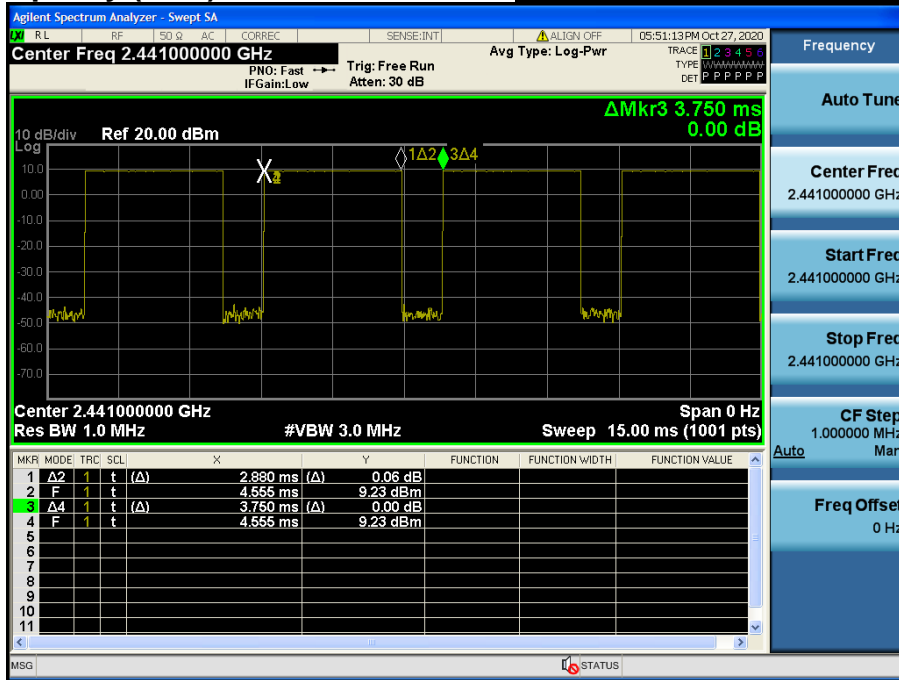 Agilent Spectrum Analyzer - Swept SA
LXI RL RF 50 Ω AC CORREC SENSE:INT ALIGN OFF 05:51:13PM Oct 27, 2020
Center Freq 2.441000000 GHz
PNO: Fast
IFGain:Low
Trig: Free Run
Atten: 30 dB
Avg Type: Log-Pwr
TRACE 1 2 3 4 5 6
TYPE WWWWWWWW
DET P P P P P P
ΔMkr3 3.750 ms
0.00 dB
10 dB/div Ref 20.00 dBm
Log
10.0
0.00
-10.0
-20.0
-30.0
-40.0
-50.0
-60.0
-70.0
1Δ2 3Δ4
X
Center 2.441000000 GHz Span 0 Hz
Res BW 1.0 MHz #VBW 3.0 MHz Sweep 15.00 ms (1001 pts)
MKR MODE TRC SCL X Y FUNCTION FUNCTION WIDTH FUNCTION VALUE
1 Δ2 1 t (Δ) 2.880 ms (Δ) 0.06 dB
2 F 1 t 4.555 ms 9.23 dBm
3 Δ4 1 t (Δ) 3.750 ms (Δ) 0.00 dB
4 F 1 t 4.555 ms 9.23 dBm
5
6
7
8
9
10
11
MSG STATUS
Frequency
Auto Tune
Center Freq
2.441000000 GHz
Start Freq
2.441000000 GHz
Stop Freq
2.441000000 GHz
CF Step
1.000000 MHz
Auto Man
Freq Offset
0 Hz